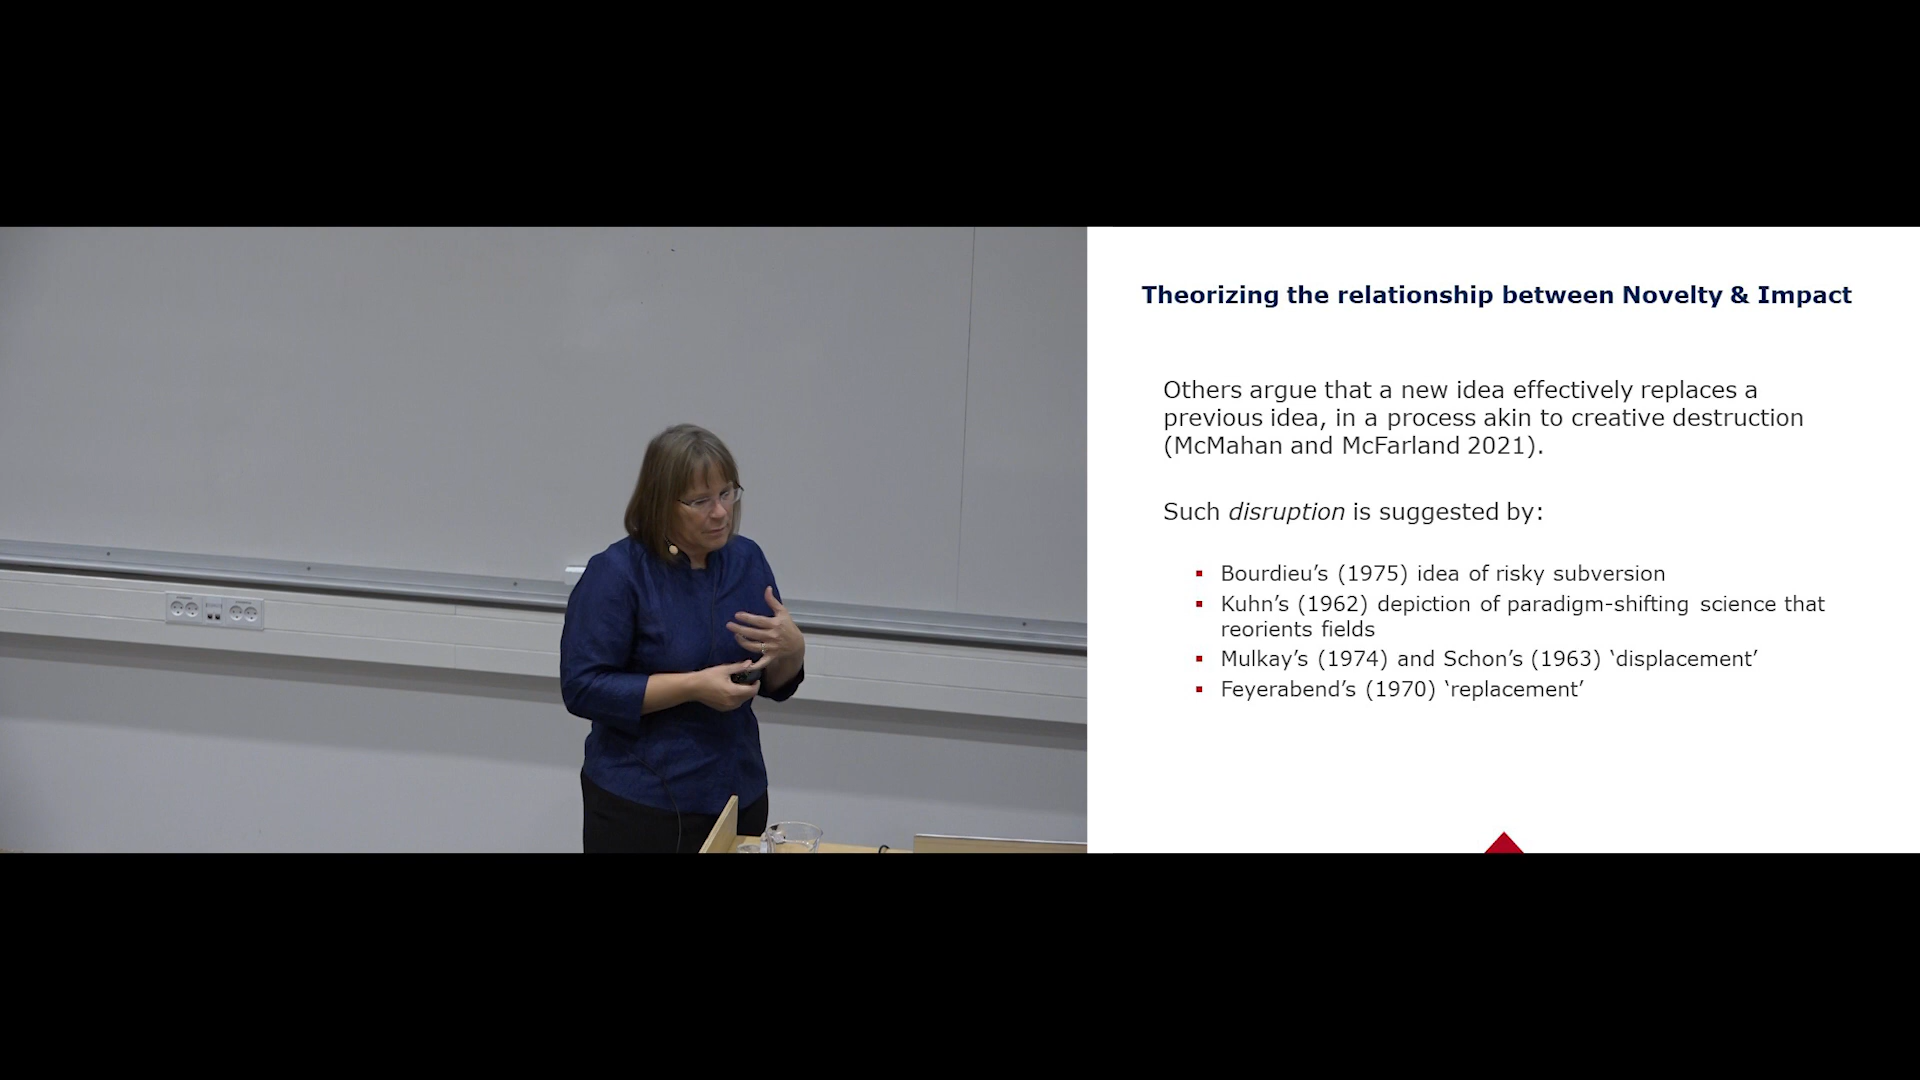 Theorizing the relationship between Novelty & Impact
Others argue that a new idea effectively replaces a
previous idea, in a process akin to creative destruction
(McMahan and McFarland 2021).
Such disruption is suggested by:
▪ Bourdieu’s (1975) idea of risky subversion
▪ Kuhn’s (1962) depiction of paradigm-shifting science that
reorients fields
▪ Mulkay’s (1974) and Schon’s (1963) ‘displacement’
▪ Feyerabend’s (1970) ‘replacement’